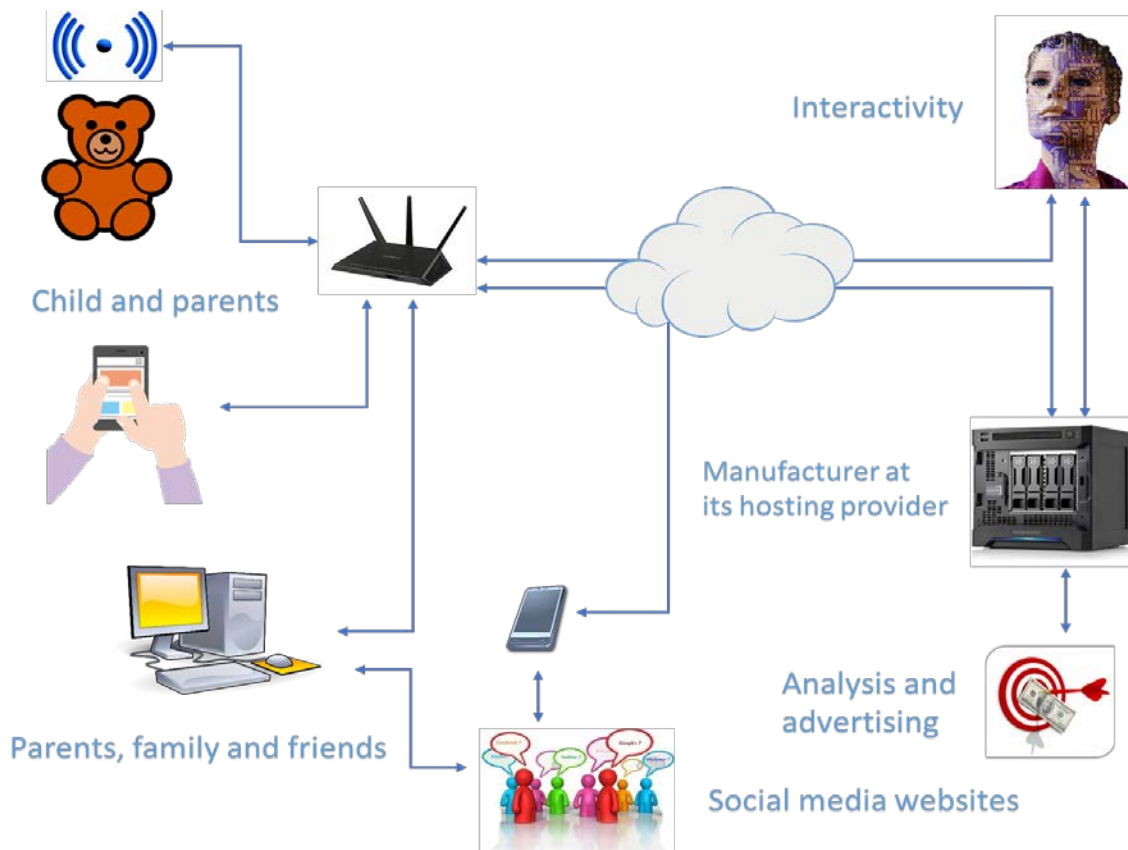 Interactivity
Child and parents
Manufacturer at
its hosting provider
Analysis and
advertising
Parents, family and friends
Social media websites